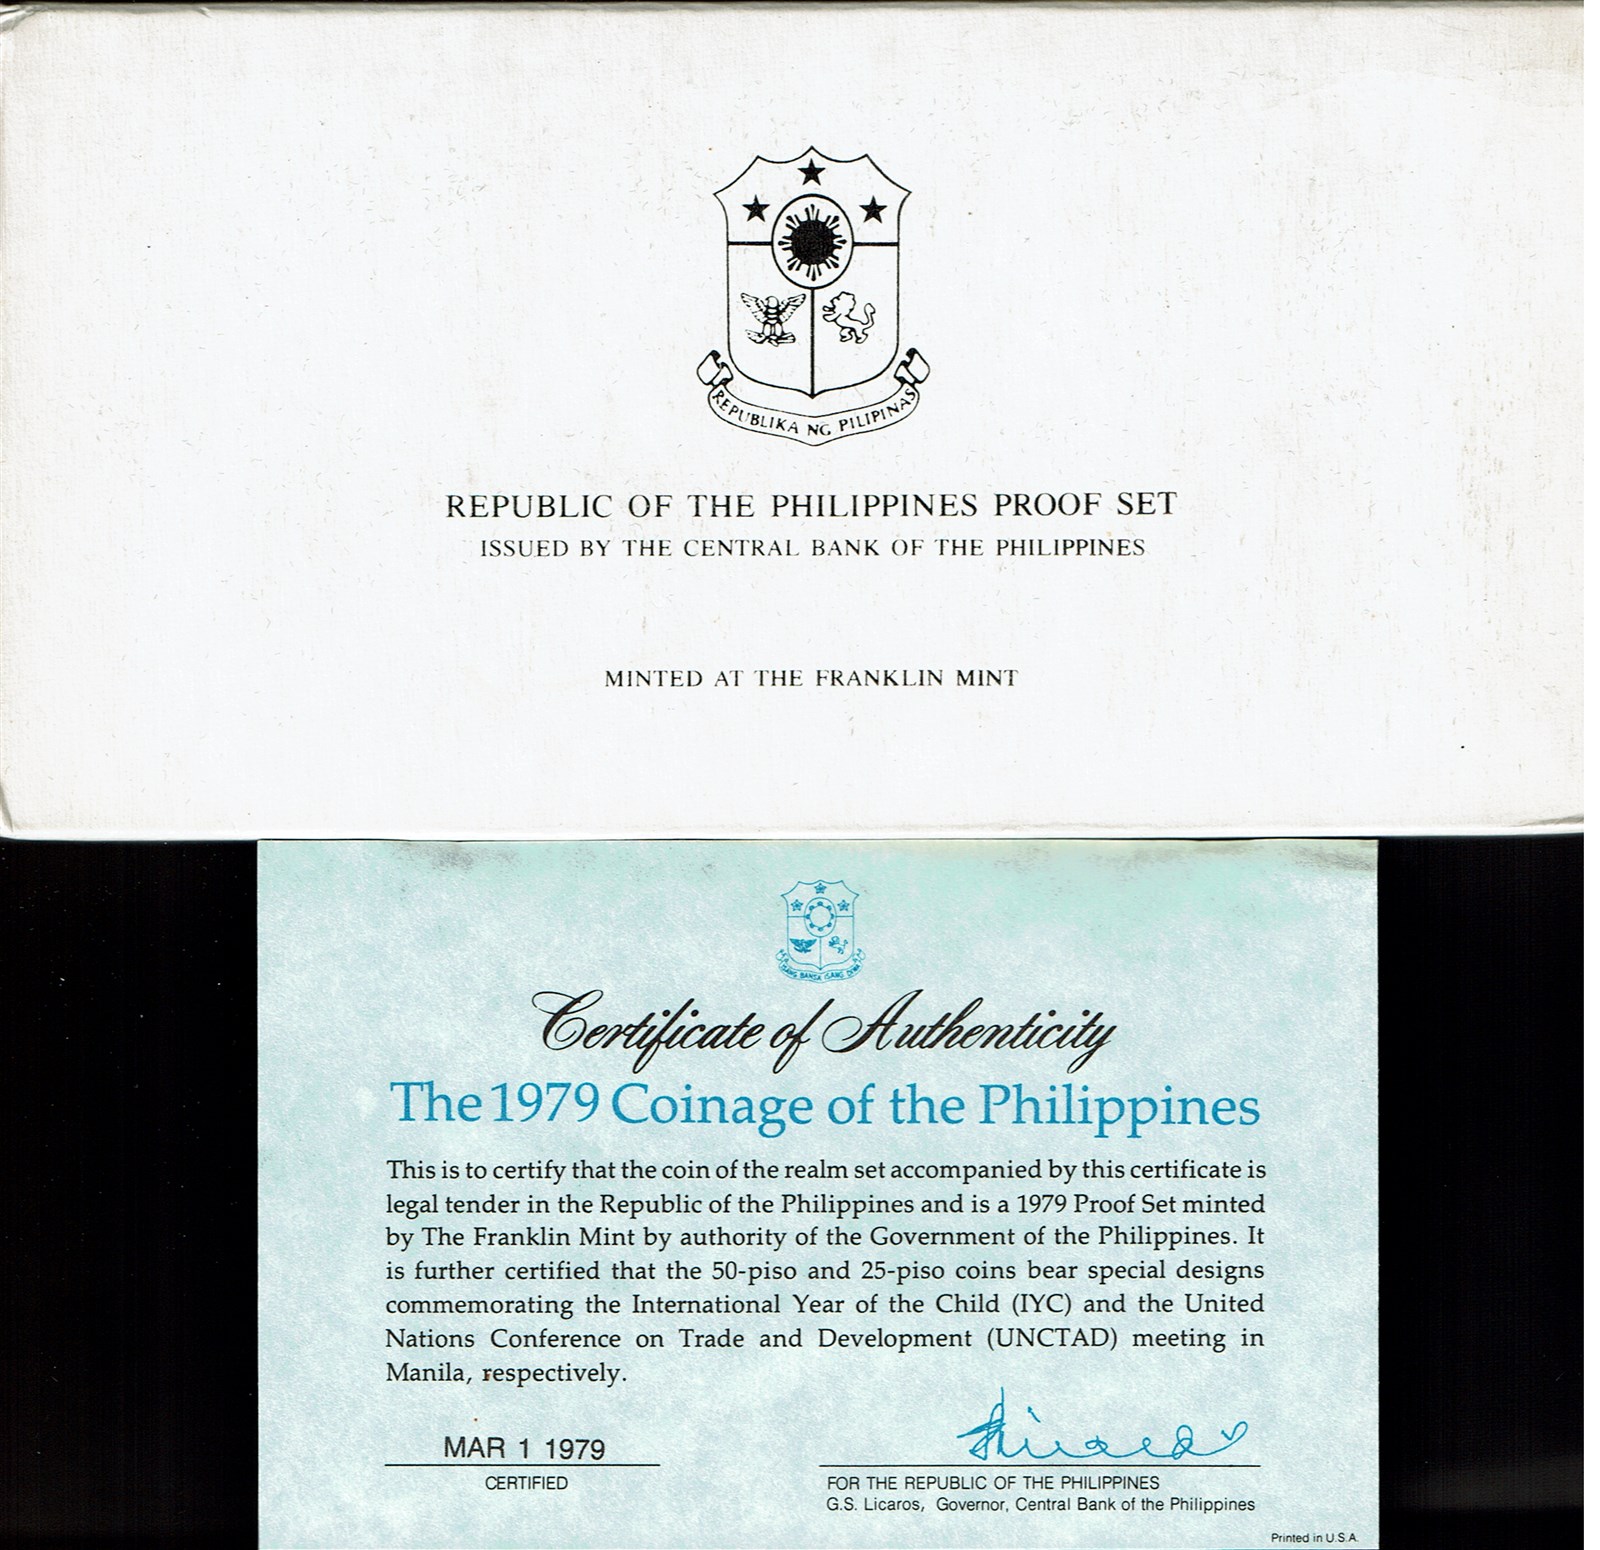 REPUBLIKA NG PILIPINAS
REPUBLIC OF THE PHILIPPINES PROOF SET
ISSUED BY THE CENTRAL BANK OF THE PHILIPPINES
MINTED AT THE FRANKLIN MINT
ISANG BANSA ISANG DIWA
Certificate of Authenticity
The 1979 Coinage of the Philippines
This is to certify that the coin of the realm set accompanied by this certificate is
legal tender in the Republic of the Philippines and is a 1979 Proof Set minted
by The Franklin Mint by authority of the Government of the Philippines. It
is further certified that the 50-piso and 25-piso coins bear special designs
commemorating the International Year of the Child (IYC) and the United
Nations Conference on Trade and Development (UNCTAD) meeting in
Manila, respectively.
MAR 1 1979
CERTIFIED
FOR THE REPUBLIC OF THE PHILIPPINES
G.S. Licaros, Governor, Central Bank of the Philippines
Printed in U.S.A.